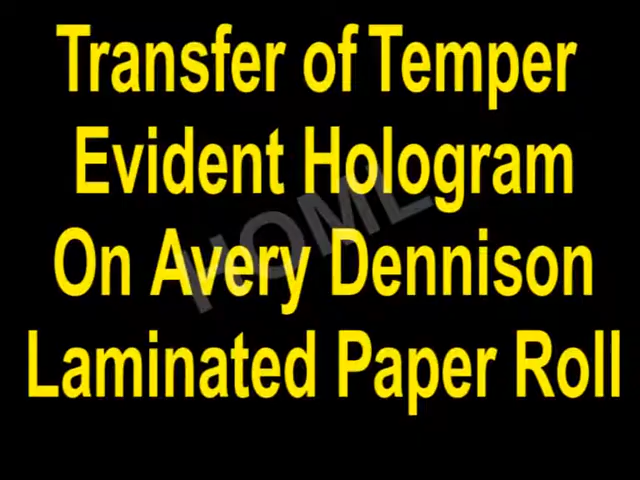 Transfer of Temper
Evident Hologram
On Avery Dennison
Laminated Paper Roll